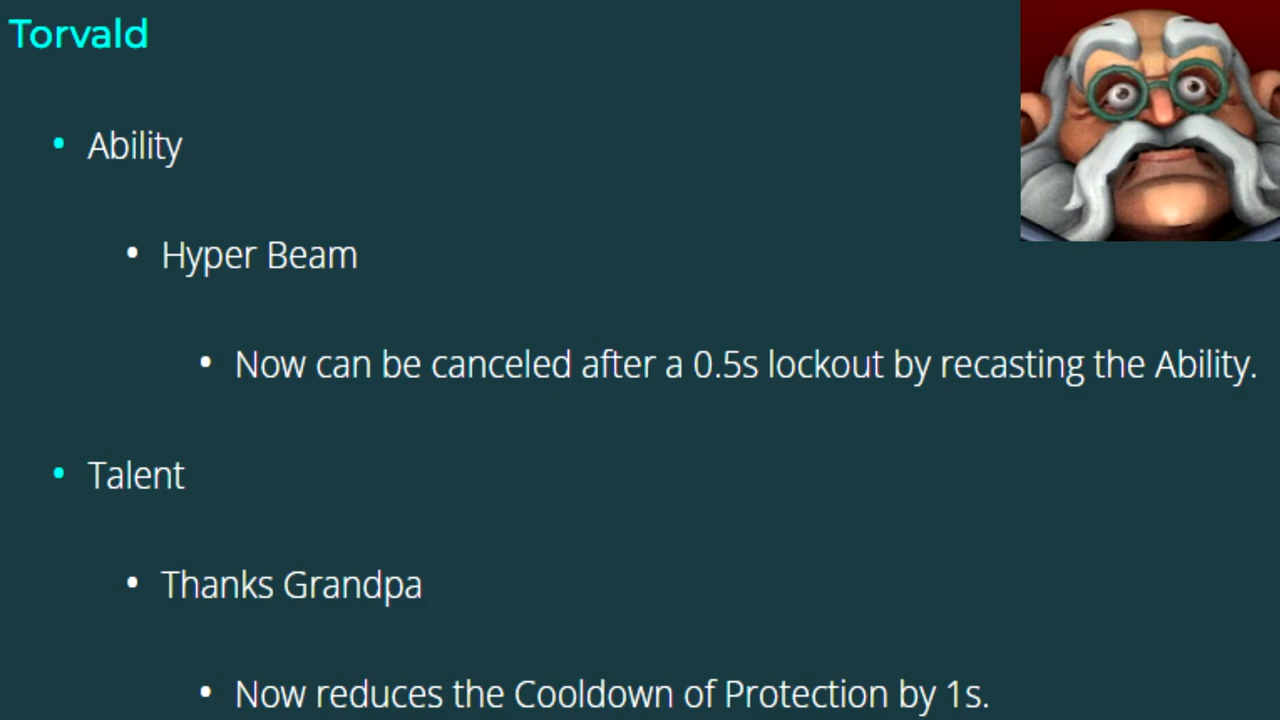 Torvald
Ability
Hyper Beam
Now can be canceled after a 0.5s lockout by recasting the Ability.
Talent
Thanks Grandpa
Now reduces the Cooldown of Protection by 1s.